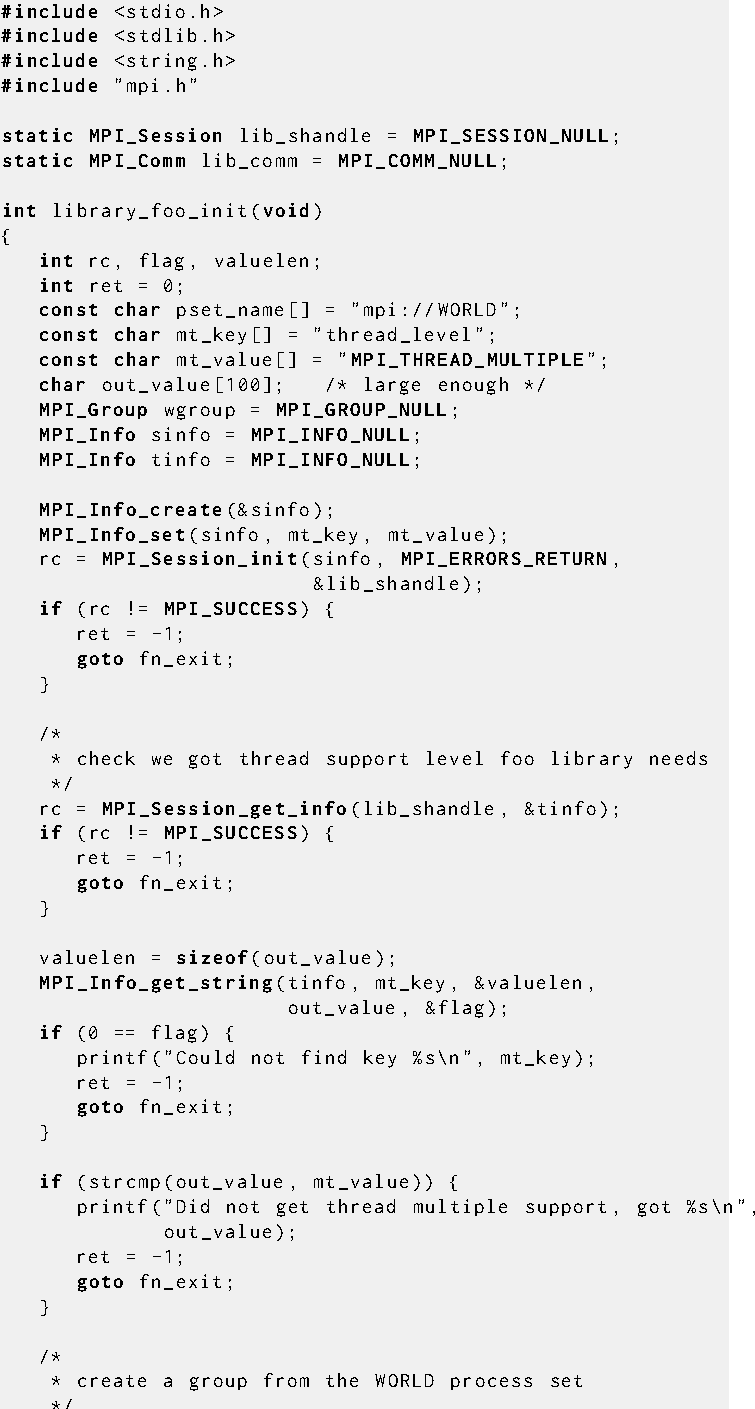 #include <stdio.h>
#include <stdlib.h>
#include <string.h>
#include "mpi.h"

static MPI_Session lib_shandle = MPI_SESSION_NULL;
static MPI_Comm lib_comm = MPI_COMM_NULL;

int library_foo_init(void)
{
   int rc, flag, valuelen;
   int ret = 0;
   const char pset_name[] = "mpi://WORLD";
   const char mt_key[] = "thread_level";
   const char mt_value[] = "MPI_THREAD_MULTIPLE";
   char out_value[100];   /* large enough */
   MPI_Group wgroup = MPI_GROUP_NULL;
   MPI_Info sinfo = MPI_INFO_NULL;
   MPI_Info tinfo = MPI_INFO_NULL;

   MPI_Info_create(&sinfo);
   MPI_Info_set(sinfo, mt_key, mt_value);
   rc = MPI_Session_init(sinfo, MPI_ERRORS_RETURN,
                         &lib_shandle);
   if (rc != MPI_SUCCESS) {
      ret = -1;
      goto fn_exit;
   }

   /*
    * check we got thread support level foo library needs
    */
   rc = MPI_Session_get_info(lib_shandle, &tinfo);
   if (rc != MPI_SUCCESS) {
      ret = -1;
      goto fn_exit;
   }

   valuelen = sizeof(out_value);
   MPI_Info_get_string(tinfo, mt_key, &valuelen,
                       out_value, &flag);
   if (0 == flag) {
      printf("Could not find key %s\n", mt_key);
      ret = -1;
      goto fn_exit;
   }

   if (strcmp(out_value, mt_value)) {
      printf("Did not get thread multiple support, got %s\n",
             out_value);
      ret = -1;
      goto fn_exit;
   }

   /*
    * create a group from the WORLD process set
    */